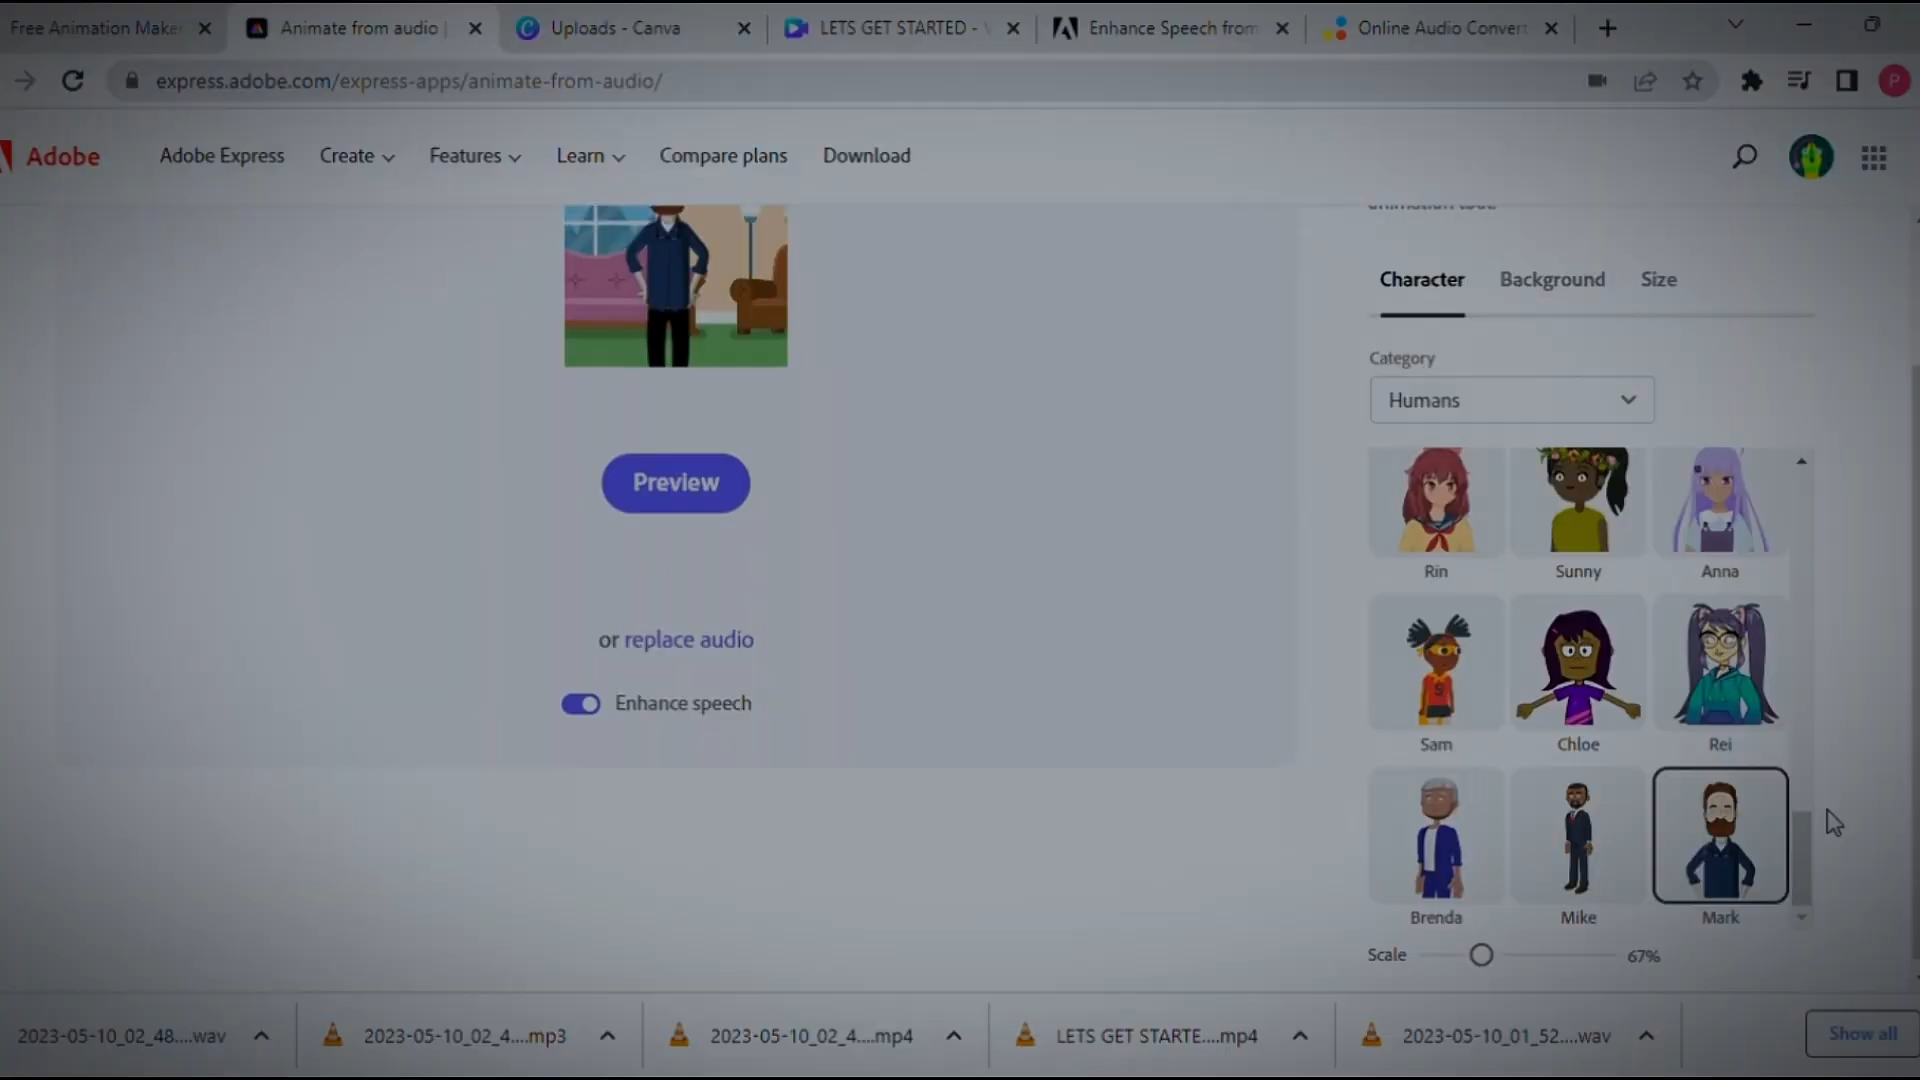 Free Animation Make
Animate from audio
Uploads - Canva
LETS GET STARTED -
Enhance Speech from
Online Audio Convert
express.adobe.com/express-apps/animate-from-audio/
P
Adobe
Adobe Express
Create
Features
Learn
Compare plans
Download
Character
Background
Size
Category
Humans
Preview
or replace audio
Enhance speech
Rin
Sunny
Anna
Sam
Chloe
Rei
Brenda
Mike
Mark
Scale
67%
2023-05-10_02_48....wav
2023-05-10_02_4....mp3
2023-05-10_02_4....mp4
LETS GET STARTE....mp4
2023-05-10_01_52....wav
Show all